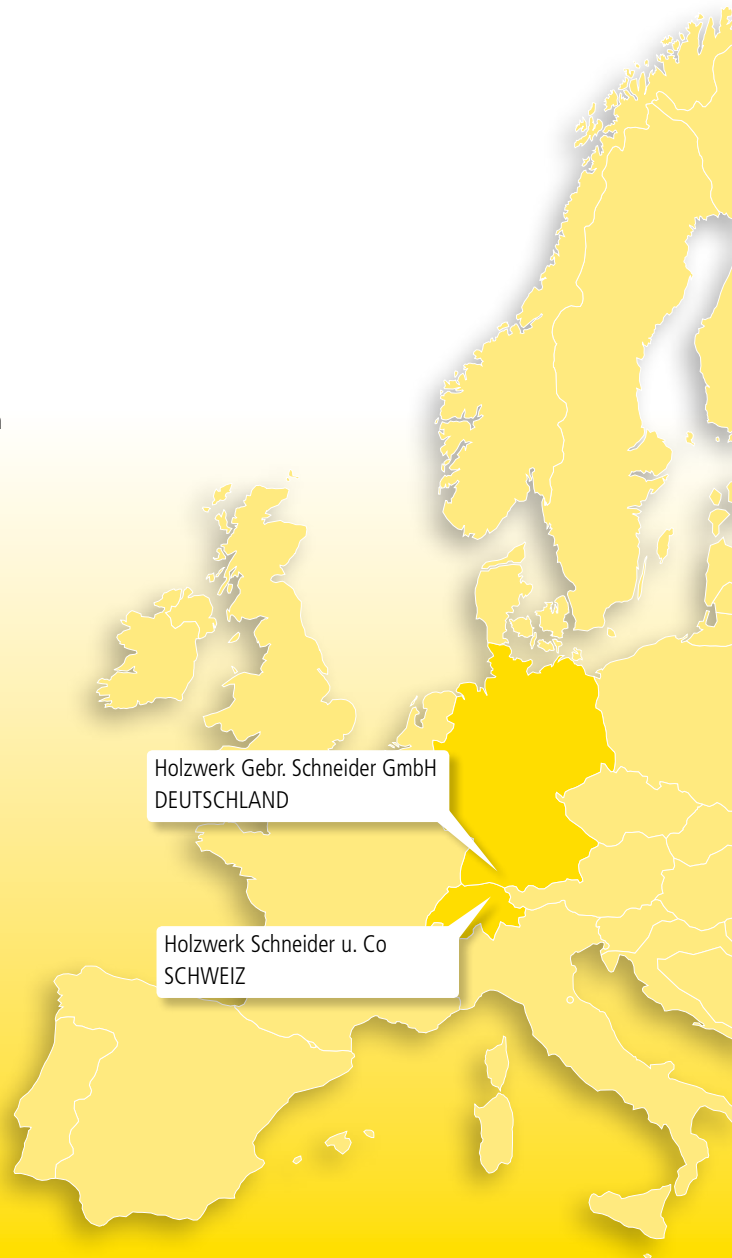 Holzwerk Gebr. Schneider GmbH
DEUTSCHLAND
Holzwerk Schneider u. Co
SCHWEIZ